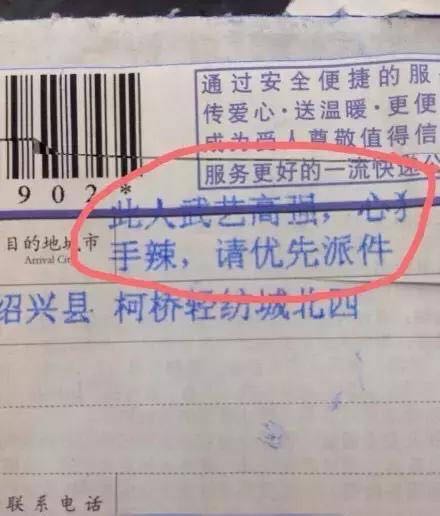 通过安全便捷的服
传爱心·送温暖·更便
成为受人尊敬值得信
服务更好的一流快递公
902*
此人武艺高强，心
手辣，请优先派件
目的地城市
Arrival City
绍兴县 柯桥轻纺城北四
联系电话